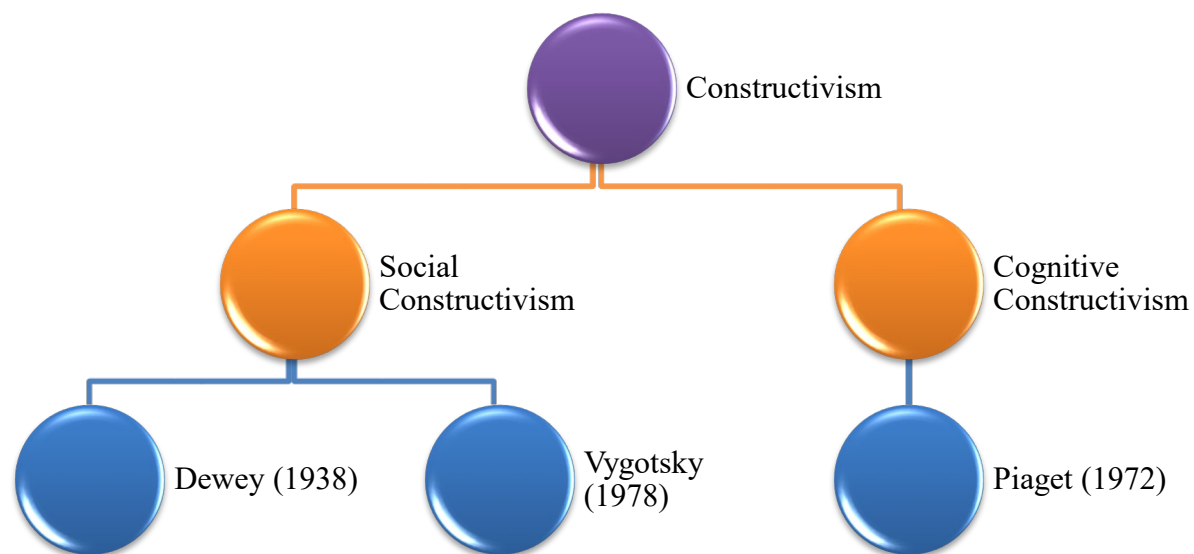 Constructivism
Social
Constructivism
Cognitive
Constructivism
Dewey (1938)
Vygotsky
(1978)
Piaget (1972)